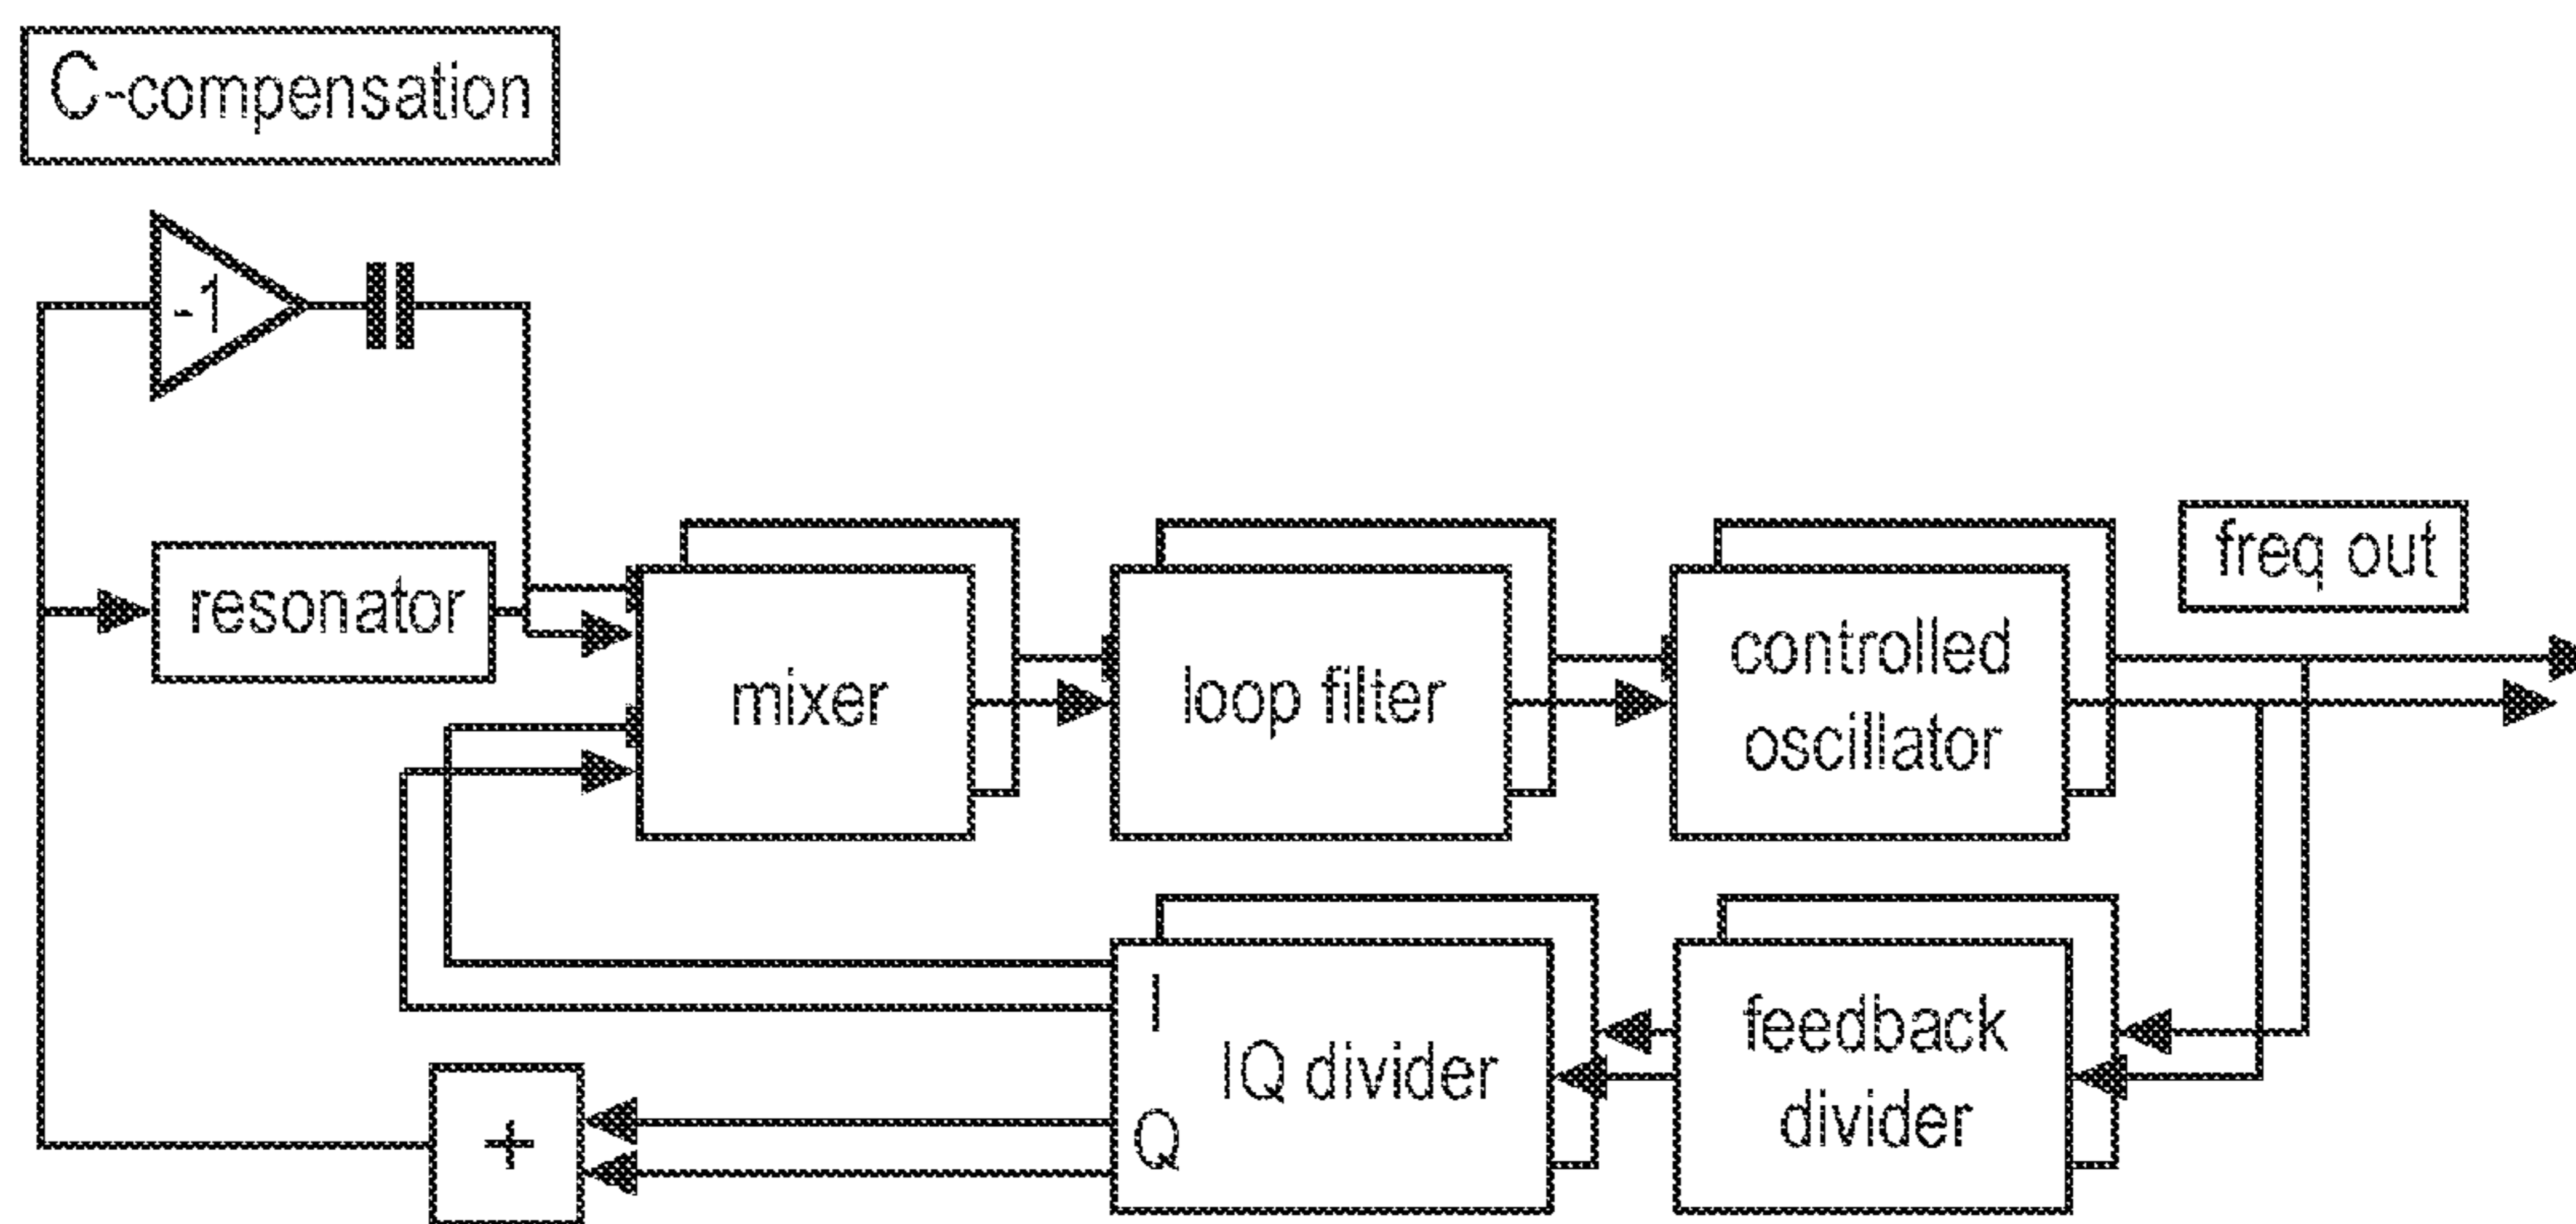 C-compensation
-1
resonator
mixer
loop filter
controlled
oscillator
freq out
I
Q
IQ divider
feedback
divider
+